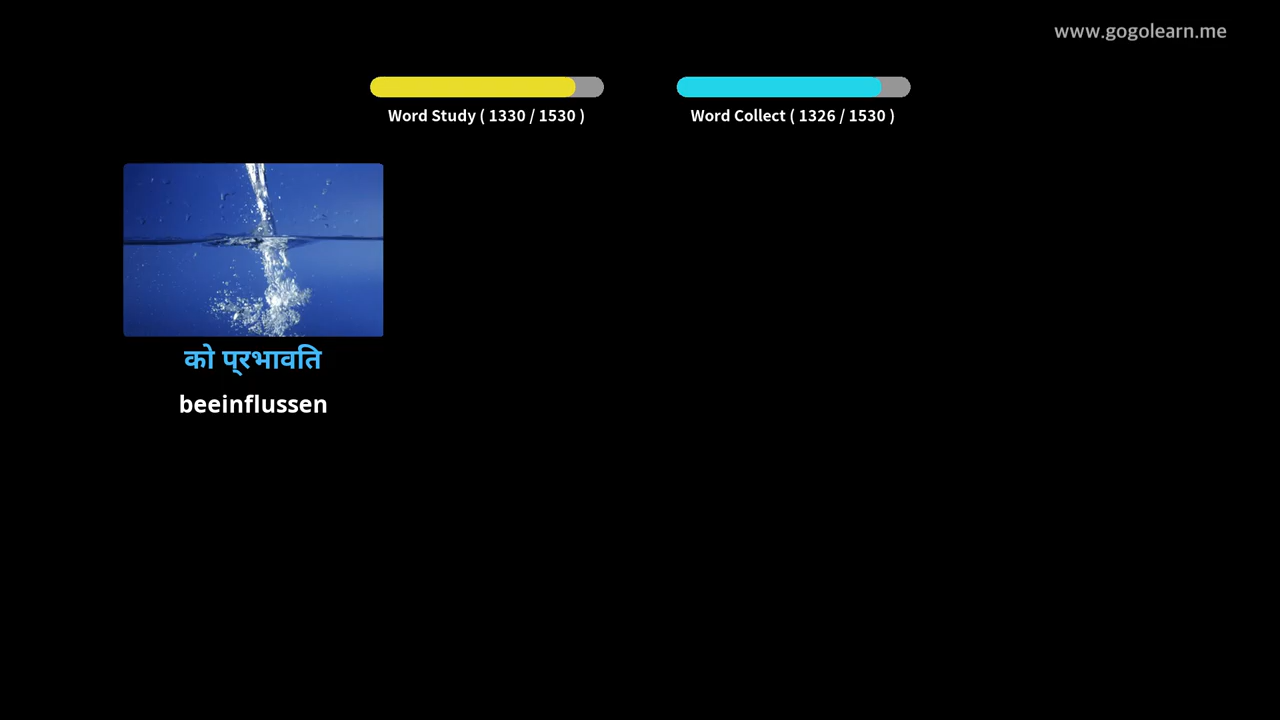 www.gogolearn.me
Word Study ( 1330 / 1530 )
Word Collect ( 1326 / 1530 )
को प्रभावति
beeinflussen